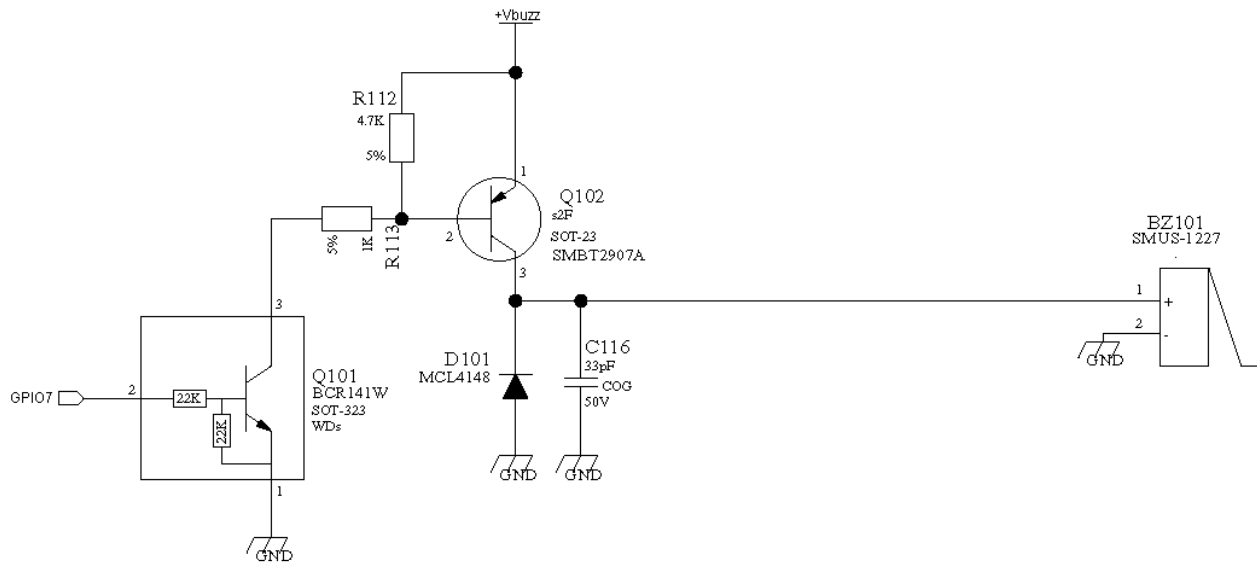 +Vbuzz
R112
4.7K
5%
1
Q102
s2F
SOT-23
SMBT2907A
2
3
5%
1K
R113
BZ101
SMUS-1227
1
+
2
-
GND
3
D101
MCL4148
C116
33pF
COG
50V
GPIO7
2
22K
22K
Q101
BCR141W
SOT-323
WDs
1
GND
GND
GND